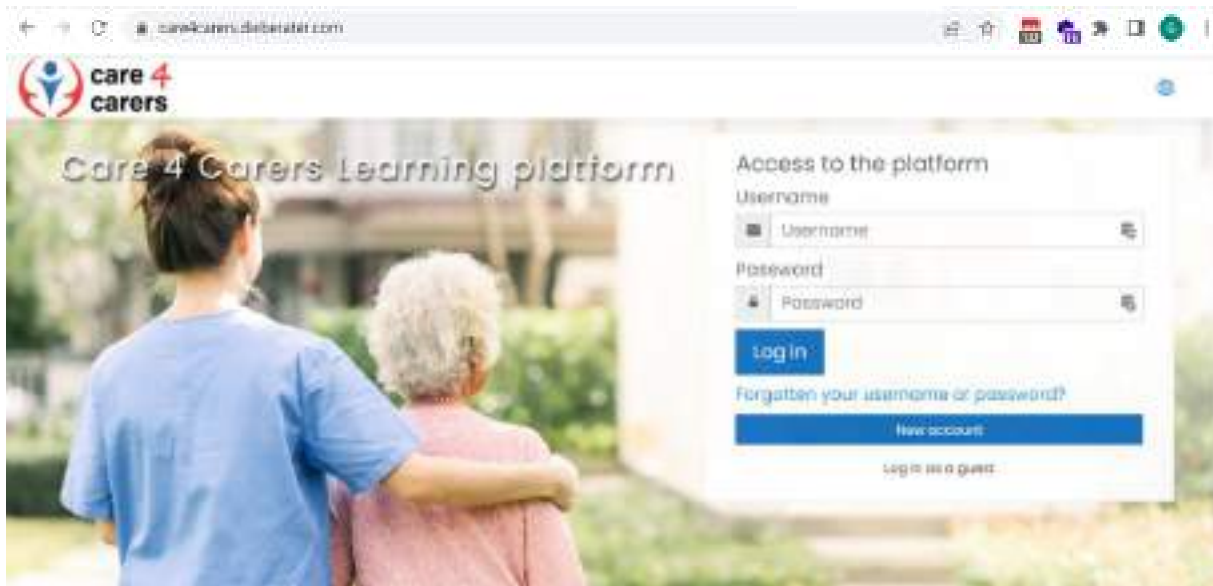 care4carers.dieberater.com
care 4
carers
Care 4 Carers Learning platform
Access to the platform
Username
Username
Password
Password
Log in
Forgotten your username or password?
New account
Log in as a guest